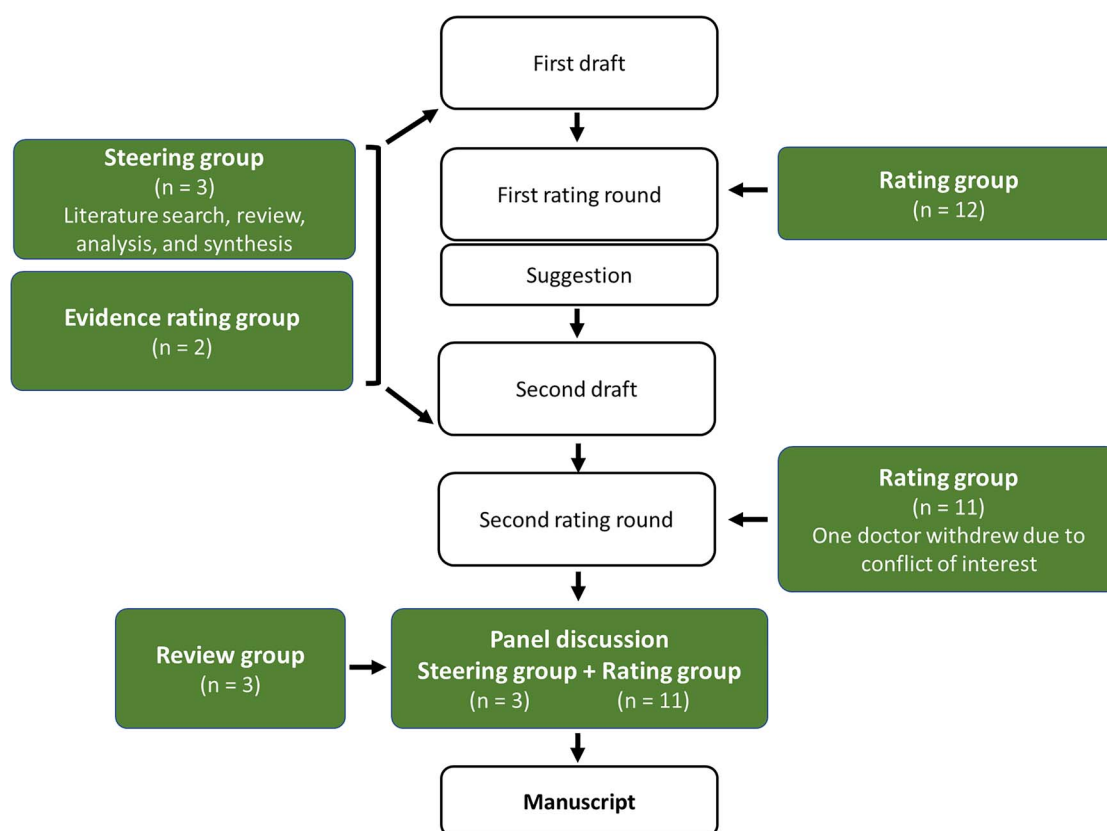 First draft
Steering group
(n = 3)
Literature search, review,
analysis, and synthesis
First rating round
Rating group
(n = 12)
Suggestion
Evidence rating group
(n = 2)
Second draft
Second rating round
Rating group
(n = 11)
One doctor withdrew due to
conflict of interest
Review group
(n = 3)
Panel discussion
Steering group + Rating group
(n = 3) (n = 11)
Manuscript